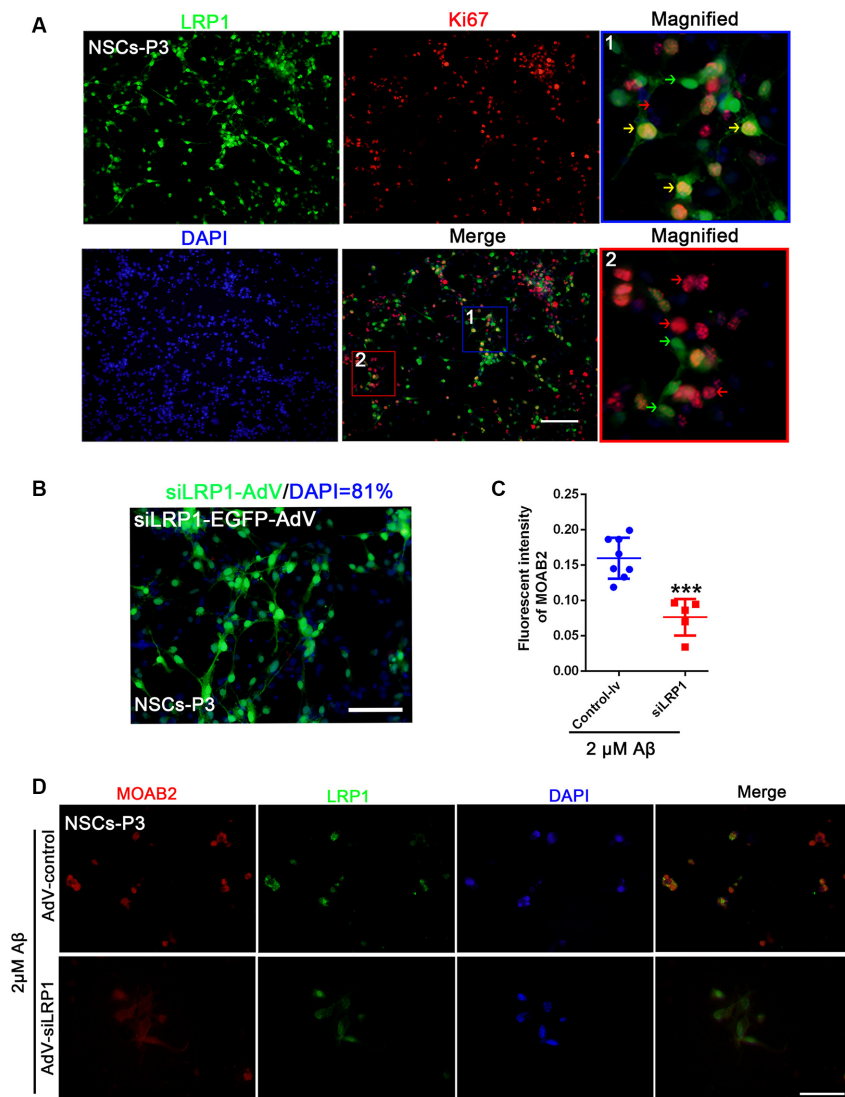 A
LRP1
Ki67
Magnified
NSCs-P3
1
DAPI
Merge
Magnified
1
2
2
B
siLRP1-AdV/DAPI=81%
siLRP1-EGFP-AdV
NSCs-P3
C
Fluorescent intensity
of MOAB2
0.25
0.20
0.15
0.10
0.05
0.00
***
Control-lv
siLRP1
2 μM Aβ
D
MOAB2
LRP1
DAPI
Merge
NSCs-P3
2μM Aβ
AdV-control
AdV-siLRP1